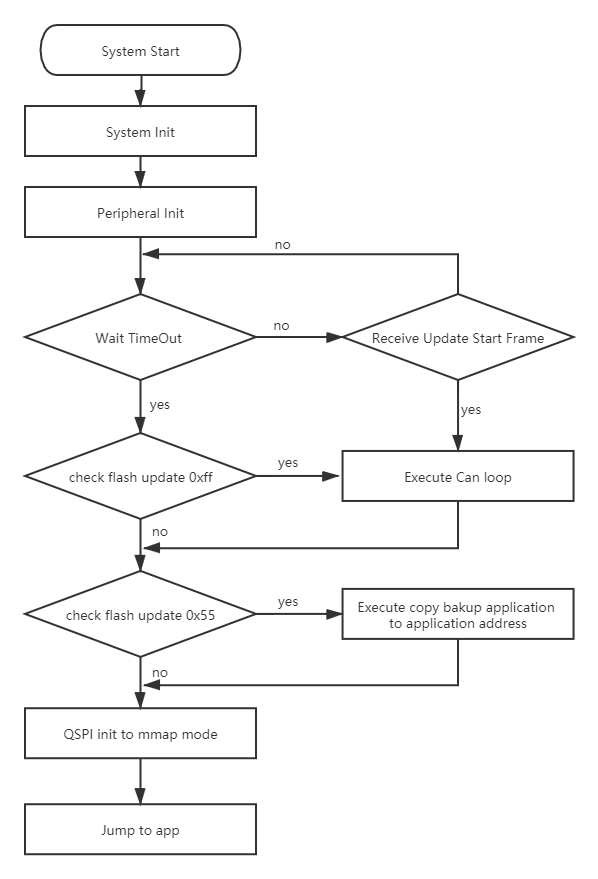 System Start
System Init
Peripheral Init
no
Wait TimeOut
no
Receive Update Start Frame
yes
yes
check flash update 0xff
yes
Execute Can loop
no
check flash update 0x55
yes
Execute copy bakup application
to application address
no
QSPI init to mmap mode
Jump to app